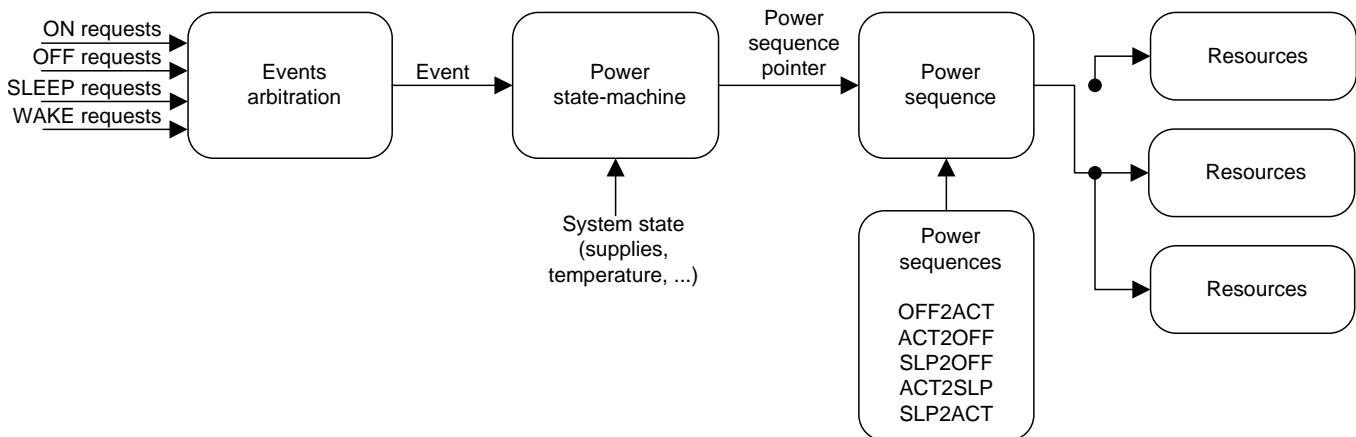 ON requests
OFF requests
SLEEP requests
WAKE requests
Events
arbitration
Event
Power
state-machine
System state
(supplies,
temperature, ...)
Power
sequence
pointer
Power
sequence
Power
sequences
OFF2ACT
ACT2OFF
SLP2OFF
ACT2SLP
SLP2ACT
Resources
Resources
Resources